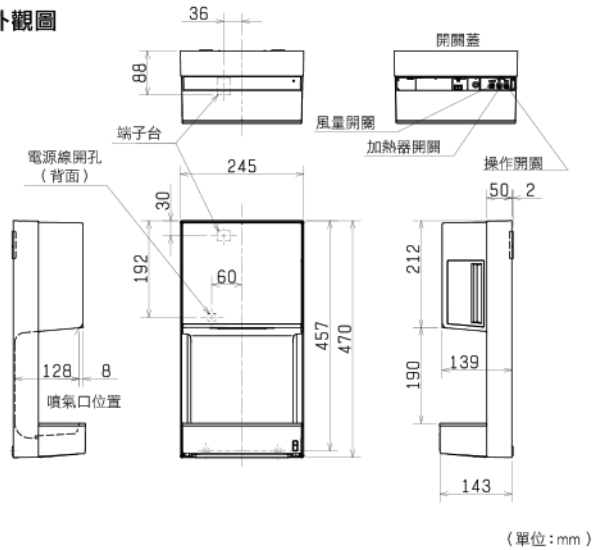 外觀圖
36
88
開關蓋
風量開關
加熱器開關
操作開關
端子台
電源線開孔
(背面)
245
50 2
30
192
60
457
470
212
190
139
128 8
噴氣口位置
143
(單位:mm)